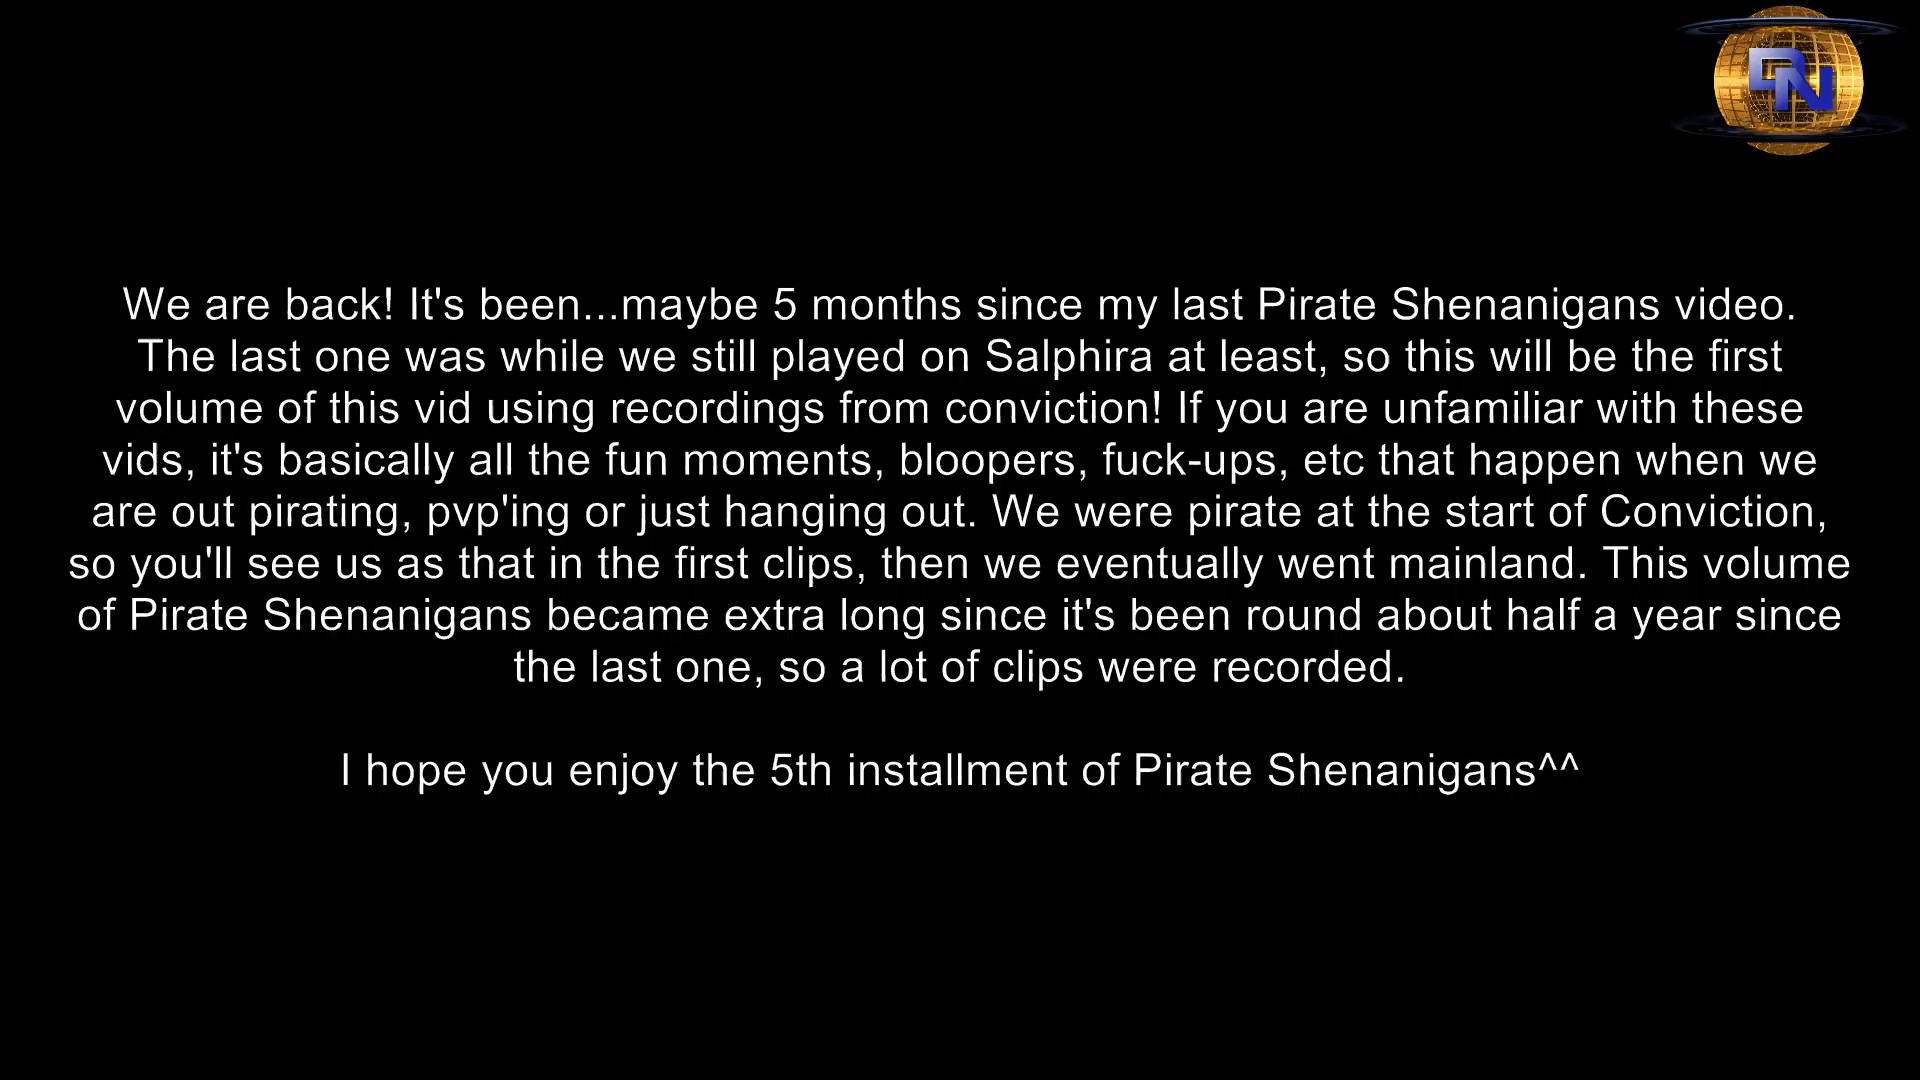 DN
We are back! It's been...maybe 5 months since my last Pirate Shenanigans video.
The last one was while we still played on Salphira at least, so this will be the first
volume of this vid using recordings from conviction! If you are unfamiliar with these
vids, it's basically all the fun moments, bloopers, fuck-ups, etc that happen when we
are out pirating, pvp'ing or just hanging out. We were pirate at the start of Conviction,
so you'll see us as that in the first clips, then we eventually went mainland. This volume
of Pirate Shenanigans became extra long since it's been round about half a year since
the last one, so a lot of clips were recorded.
I hope you enjoy the 5th installment of Pirate Shenanigans^^